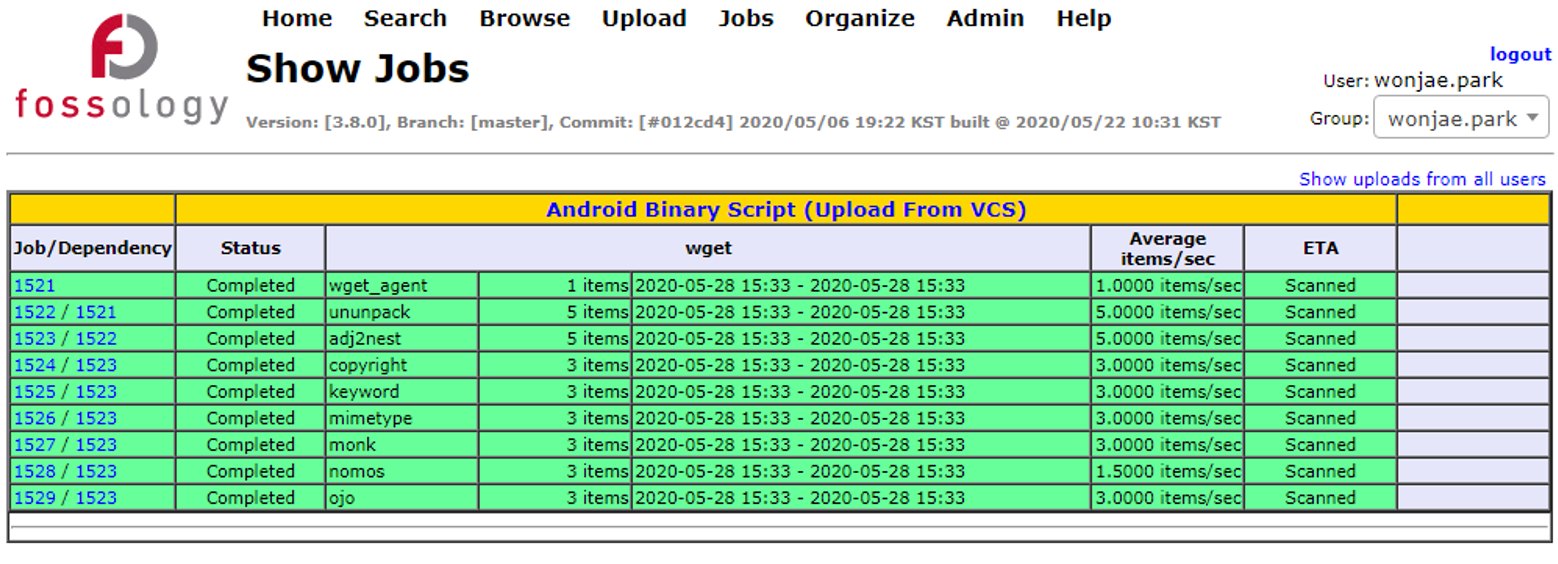 Home Search Browse Upload Jobs Organize Admin Help
fossology
Show Jobs
logout
User: wonjae.park
Version: [3.8.0], Branch: [master], Commit: [#012cd4] 2020/05/06 19:22 KST built @ 2020/05/22 10:31 KST
Group: wonjae.park
Show uploads from all users
Android Binary Script (Upload From VCS)
Job/Dependency Status wget Average items/sec ETA
1521 Completed wget_agent 1 items 2020-05-28 15:33 - 2020-05-28 15:33 1.0000 items/sec Scanned
1522 / 1521 Completed ununpack 5 items 2020-05-28 15:33 - 2020-05-28 15:33 5.0000 items/sec Scanned
1523 / 1522 Completed adj2nest 5 items 2020-05-28 15:33 - 2020-05-28 15:33 5.0000 items/sec Scanned
1524 / 1523 Completed copyright 3 items 2020-05-28 15:33 - 2020-05-28 15:33 3.0000 items/sec Scanned
1525 / 1523 Completed keyword 3 items 2020-05-28 15:33 - 2020-05-28 15:33 3.0000 items/sec Scanned
1526 / 1523 Completed mimetype 3 items 2020-05-28 15:33 - 2020-05-28 15:33 3.0000 items/sec Scanned
1527 / 1523 Completed monk 3 items 2020-05-28 15:33 - 2020-05-28 15:33 3.0000 items/sec Scanned
1528 / 1523 Completed nomos 3 items 2020-05-28 15:33 - 2020-05-28 15:33 1.5000 items/sec Scanned
1529 / 1523 Completed ojo 3 items 2020-05-28 15:33 - 2020-05-28 15:33 3.0000 items/sec Scanned